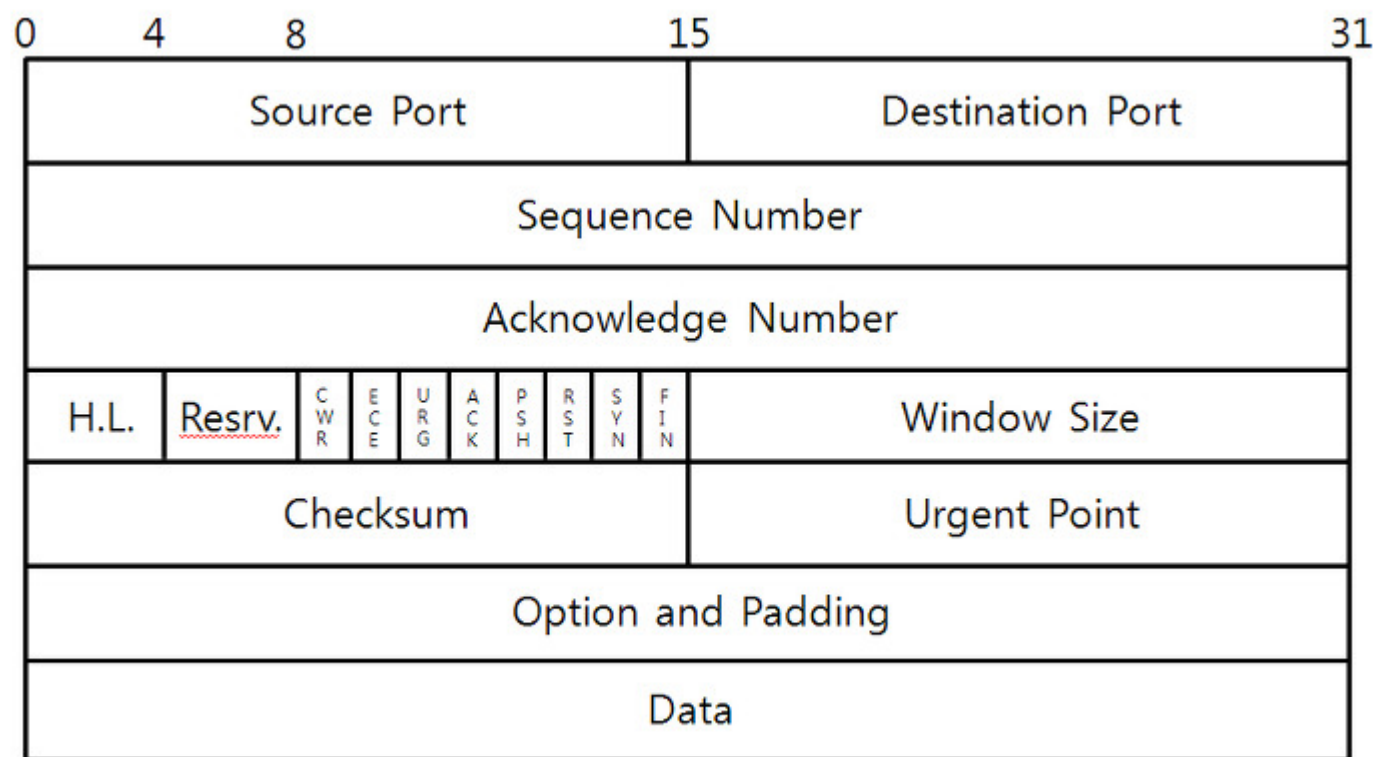 0 4 8 15 31
Source Port Destination Port
Sequence Number
Acknowledge Number
H.L. Resrv. CWR ECE URG ACK PSH RST SYN FIN Window Size
Checksum Urgent Point
Option and Padding
Data